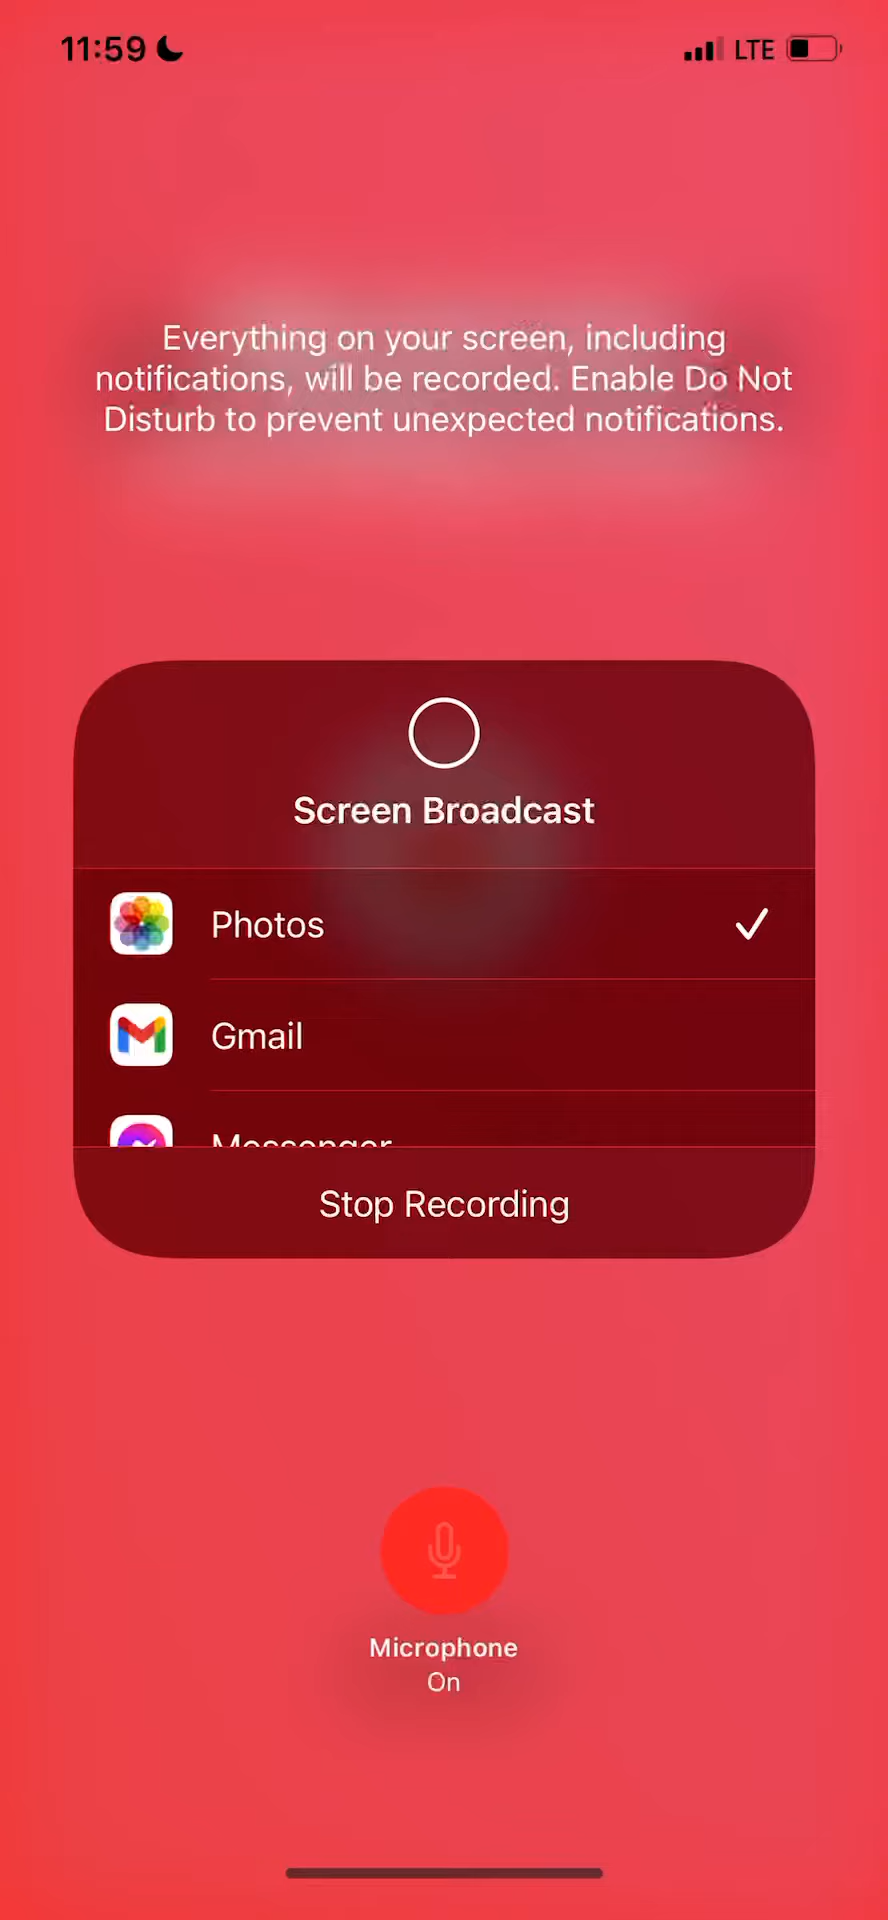 11:59
LTE
Everything on your screen, including
notifications, will be recorded. Enable Do Not
Disturb to prevent unexpected notifications.
Screen Broadcast
Photos
Gmail
Messenger
Stop Recording
Microphone
On